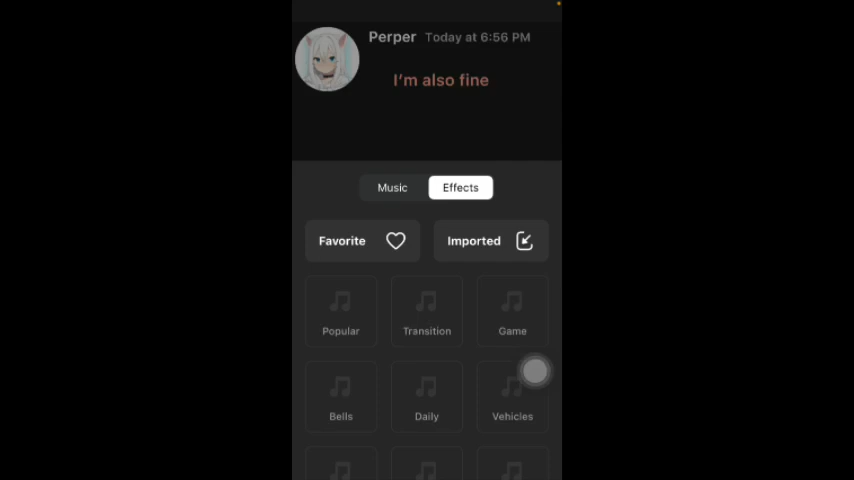 Perper Today at 6:56 PM
I'm also fine
Music Effects
Favorite Imported
Popular Transition Game
Bells Daily Vehicles